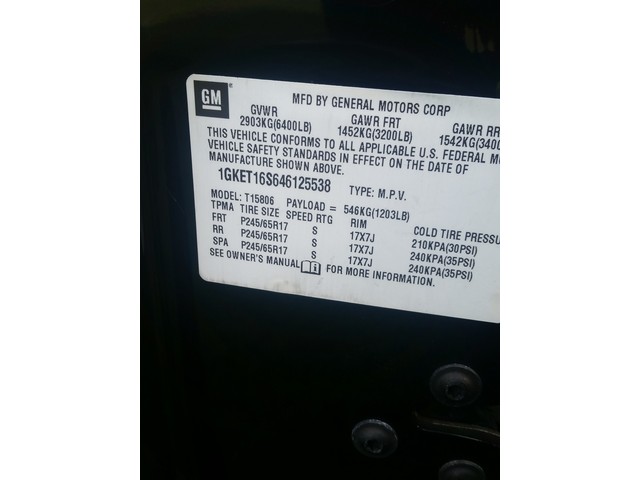 GM
MFD BY GENERAL MOTORS CORP
GVWR GAWR FRT GAWR RR
2903KG(6400LB) 1452KG(3200LB) 1542KG(3400
THIS VEHICLE CONFORMS TO ALL APPLICABLE U.S. FEDERAL M
VEHICLE SAFETY STANDARDS IN EFFECT ON THE DATE OF
MANUFACTURE SHOWN ABOVE.
1GKET16S646125538 TYPE: M.P.V.
MODEL: T15806 PAYLOAD = 546KG(1203LB)
TPMA TIRE SIZE SPEED RTG RIM COLD TIRE PRESSU
FRT P245/65R17 S 17X7J 210KPA(30PSI)
RR P245/65R17 S 17X7J 240KPA(35PSI)
SPA P245/65R17 S 17X7J 240KPA(35PSI)
SEE OWNER'S MANUAL FOR MORE INFORMATION.